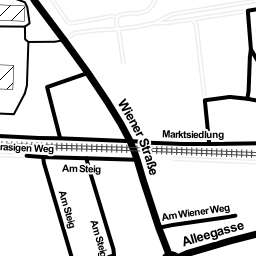 Wiener Straße
Marktsiedlung
rasigen Weg
Am Steig
Am Steig
Am Steig
Am Wiener Weg
Alleegasse